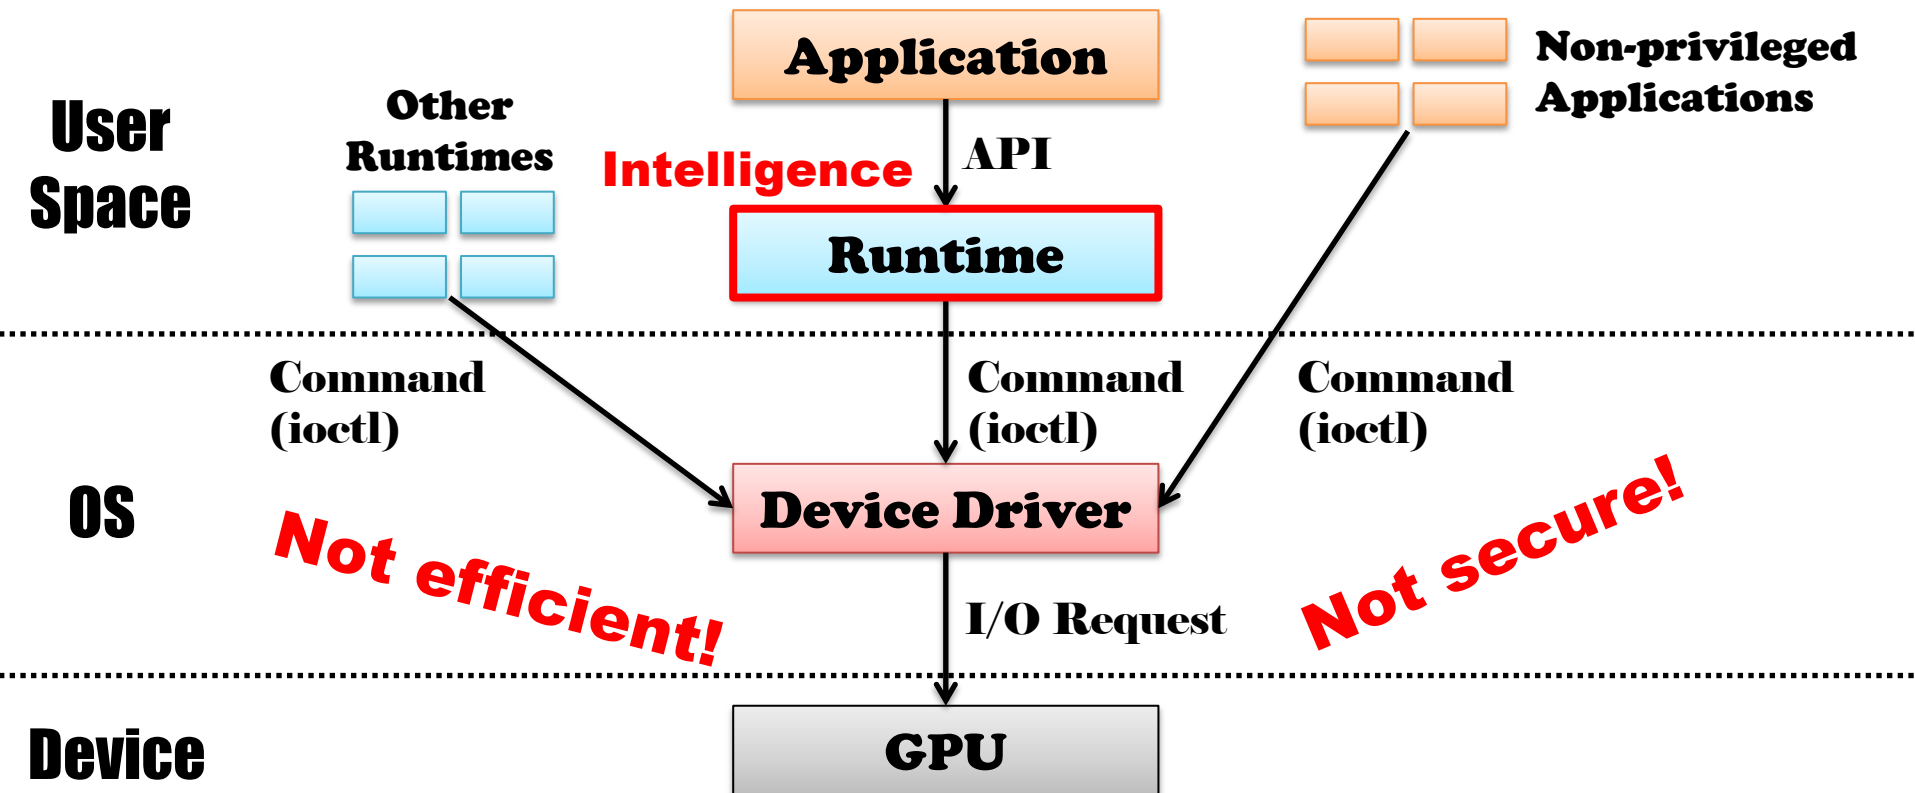 Application
Non-privileged
Applications
User
Space
Other
Runtimes
Intelligence
API
Runtime
Command
(ioctl)
Command
(ioctl)
Command
(ioctl)
OS
Device Driver
Not efficient!
Not secure!
I/O Request
Device
GPU